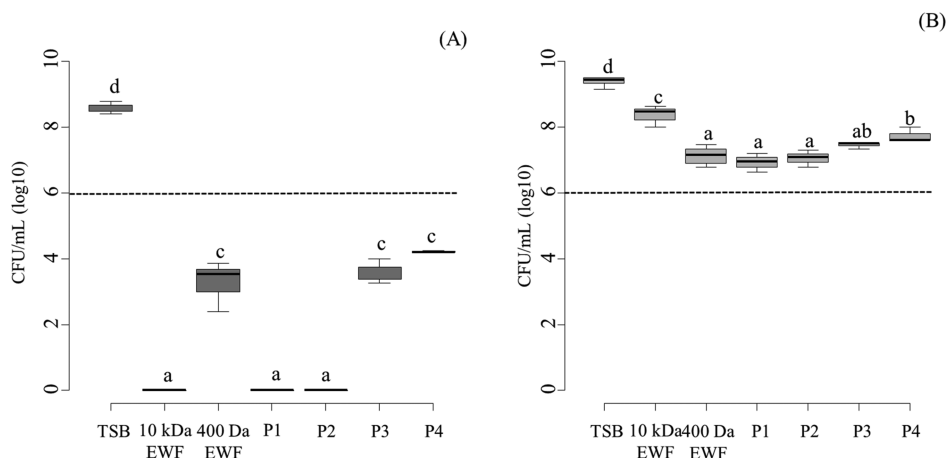 (A)
CFU/mL (log10)
10
8
6
4
2
0
d
a
c
a
a
c
c
TSB
10 kDa
EWF
400 Da
EWF
P1
P2
P3
P4
(B)
CFU/mL (log10)
10
8
6
4
2
0
d
c
a
a
a
ab
b
TSB
10 kDa
EWF
400 Da
EWF
P1
P2
P3
P4